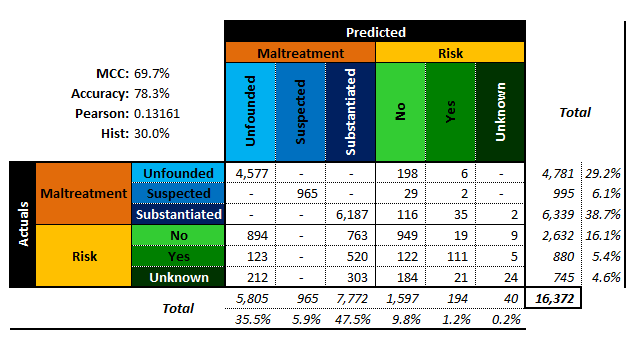 Predicted
Maltreatment Risk
MCC: 69.7%
Accuracy: 78.3%
Pearson: 0.13161
Hist: 30.0%
Unfounded Suspected Substantiated No Yes Unknown Total
Actuals
Maltreatment
Unfounded 4,577 - - 198 6 - 4,781 29.2%
Suspected - 965 - 29 2 - 995 6.1%
Substantiated - - 6,187 116 35 2 6,339 38.7%
Risk
No 894 - 763 949 19 9 2,632 16.1%
Yes 123 - 520 122 111 5 880 5.4%
Unknown 212 - 303 184 21 24 745 4.6%
Total
5,805 965 7,772 1,597 194 40 16,372
35.5% 5.9% 47.5% 9.8% 1.2% 0.2%